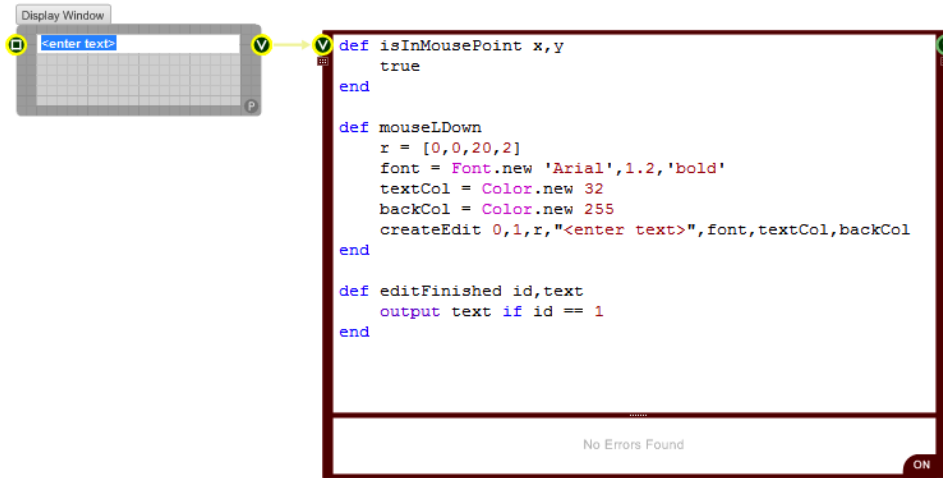 Display Window
<enter text>
V
V
P
def isInMousePoint x,y
    true
end
def mouseLDown
    r = [0,0,20,2]
    font = Font.new 'Arial',1.2,'bold'
    textCol = Color.new 32
    backCol = Color.new 255
    createEdit 0,1,r,"<enter text>",font,textCol,backCol
end
def editFinished id,text
    output text if id == 1
end
No Errors Found
ON